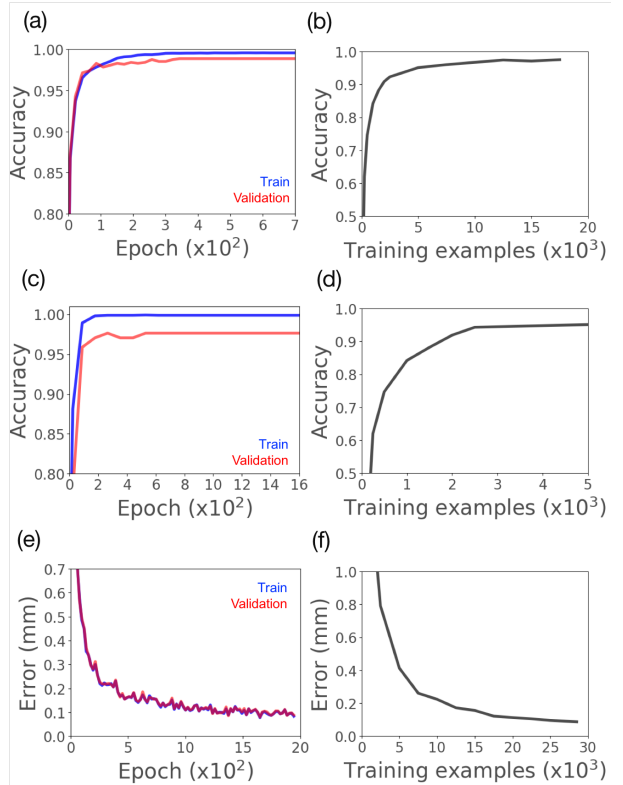 (a)
1.00
0.95
0.90
0.85
0.80
Accuracy
Train
Validation
0 1 2 3 4 5 6 7
Epoch (x10²)
(b)
1.0
0.9
0.8
0.7
0.6
0.5
Accuracy
0 5 10 15 20
Training examples (x10³)
(c)
1.00
0.95
0.90
0.85
0.80
Accuracy
Train
Validation
0 2 4 6 8 10 12 14 16
Epoch (x10²)
(d)
1.0
0.9
0.8
0.7
0.6
0.5
Accuracy
0 1 2 3 4 5
Training examples (x10³)
(e)
0.7
0.6
0.5
0.4
0.3
0.2
0.1
0.0
Error (mm)
Train
Validation
0 5 10 15 20
Epoch (x10²)
(f)
1.0
0.8
0.6
0.4
0.2
0.0
Error (mm)
0 5 10 15 20 25 30
Training examples (x10³)